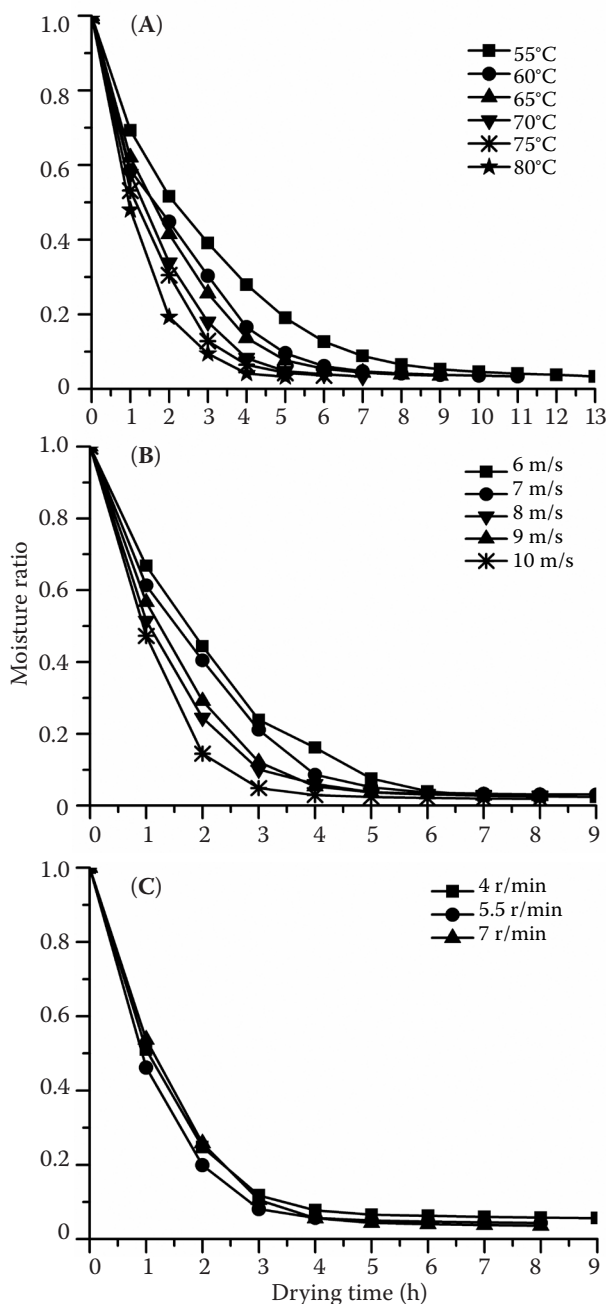 1.0
(A)
55°C
60°C
65°C
70°C
75°C
80°C
0.8
0.6
0.4
0.2
0
0 1 2 3 4 5 6 7 8 9 10 11 12 13
1.0
(B)
6 m/s
7 m/s
8 m/s
9 m/s
10 m/s
0.8
0.6
0.4
0.2
0
0 1 2 3 4 5 6 7 8 9
Moisture ratio
1.0
(C)
4 r/min
5.5 r/min
7 r/min
0.8
0.6
0.4
0.2
0
0 1 2 3 4 5 6 7 8 9
Drying time (h)